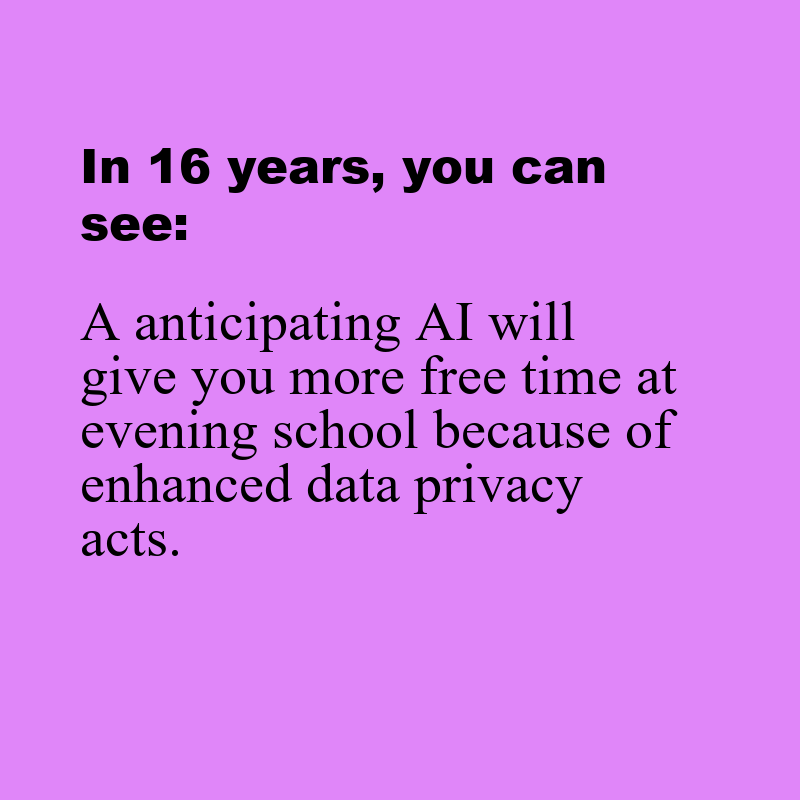 In 16 years, you can
see:
A anticipating AI will
give you more free time at
evening school because of
enhanced data privacy
acts.